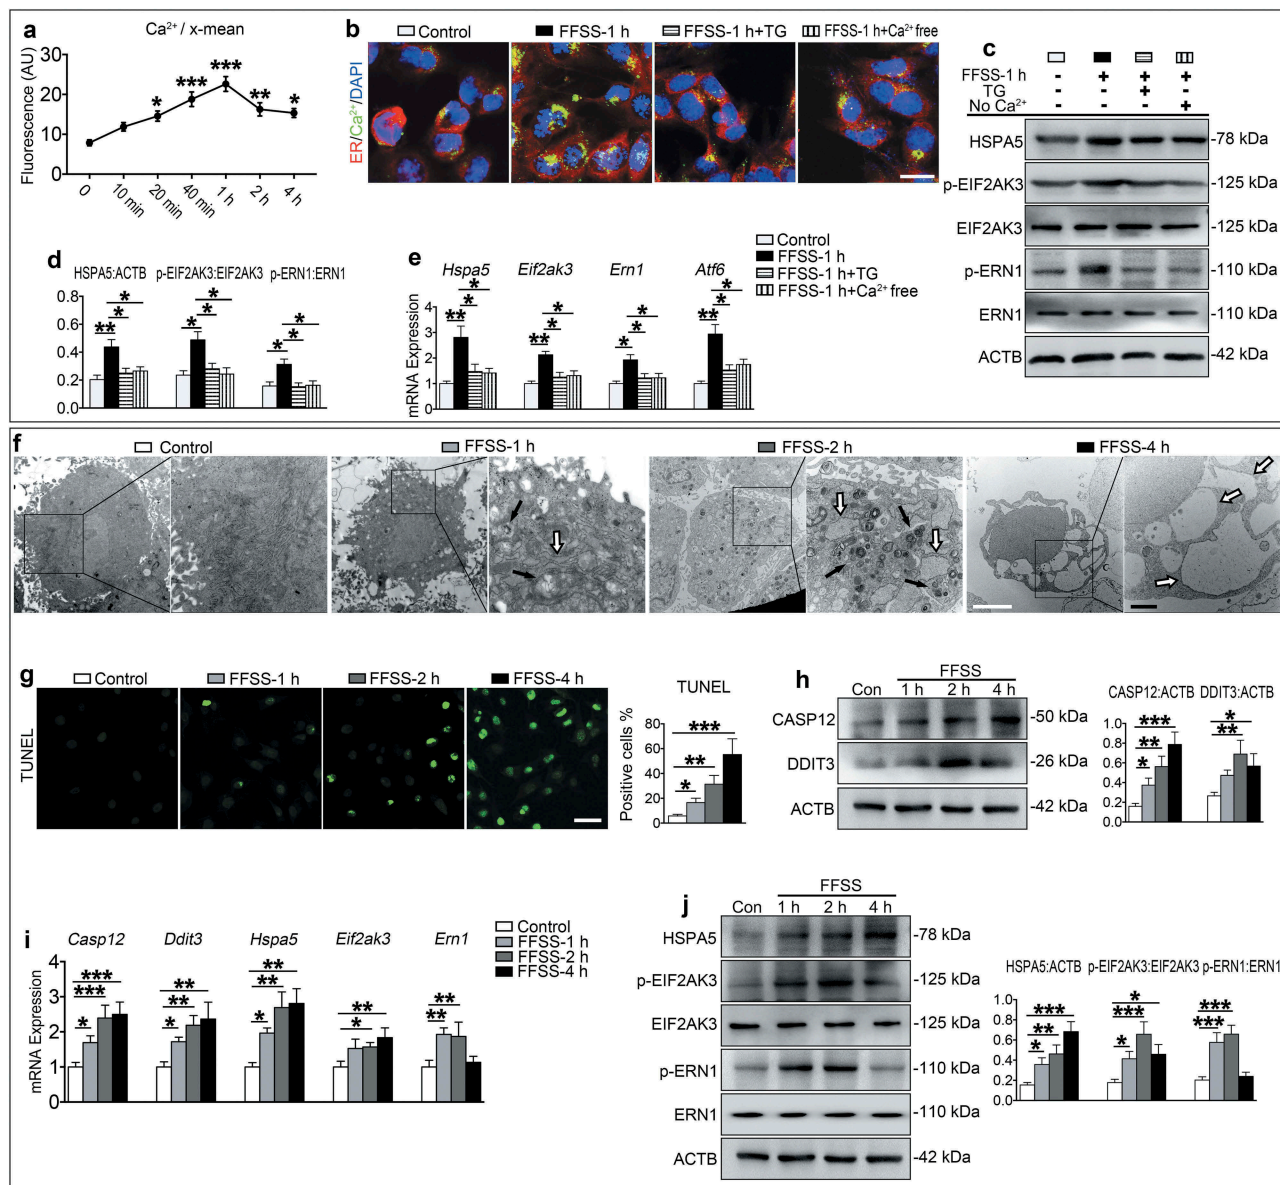 a
Ca²⁺ / x-mean
Fluorescence (AU)
30
20
10
0
0
10 min
20 min
40 min
1 h
2 h
4 h
*
***
***
**
*
b
Control
FFSS-1 h
FFSS-1 h+TG
FFSS-1 h+Ca²⁺ free
ER/Ca²⁺/DAPI
c
FFSS-1 h - + + +
TG - - + -
No Ca²⁺ - - - +
HSPA5 -78 kDa
p-EIF2AK3 -125 kDa
EIF2AK3 -125 kDa
p-ERN1 -110 kDa
ERN1 -110 kDa
ACTB -42 kDa
d
HSPA5:ACTB p-EIF2AK3:EIF2AK3 p-ERN1:ERN1
0.8
0.6
0.4
0.2
0.0
** * *
* * *
* * *
e
Control
FFSS-1 h
FFSS-1 h+TG
FFSS-1 h+Ca²⁺ free
Hspa5 Eif2ak3 Ern1 Atf6
mRNA Expression
4
3
2
1
0
** * *
** * *
* * *
** * *
f
Control
FFSS-1 h
FFSS-2 h
FFSS-4 h
g
Control
FFSS-1 h
FFSS-2 h
FFSS-4 h
TUNEL
TUNEL
Positive cells %
80
60
40
20
0
***
**
*
h
FFSS
Con 1 h 2 h 4 h
CASP12 -50 kDa
DDIT3 -26 kDa
ACTB -42 kDa
CASP12:ACTB DDIT3:ACTB
1.0
0.8
0.6
0.4
0.2
0.0
***
**
*
*
**
i
Control
FFSS-1 h
FFSS-2 h
FFSS-4 h
Casp12 Ddit3 Hspa5 Eif2ak3 Ern1
mRNA Expression
4
3
2
1
0
***
***
*
**
**
*
**
**
*
**
*
**
**
j
FFSS
Con 1 h 2 h 4 h
HSPA5 -78 kDa
p-EIF2AK3 -125 kDa
EIF2AK3 -125 kDa
p-ERN1 -110 kDa
ERN1 -110 kDa
ACTB -42 kDa
HSPA5:ACTB p-EIF2AK3:EIF2AK3 p-ERN1:ERN1
1.0
0.8
0.6
0.4
0.2
0.0
***
**
*
*
***
*
***
***